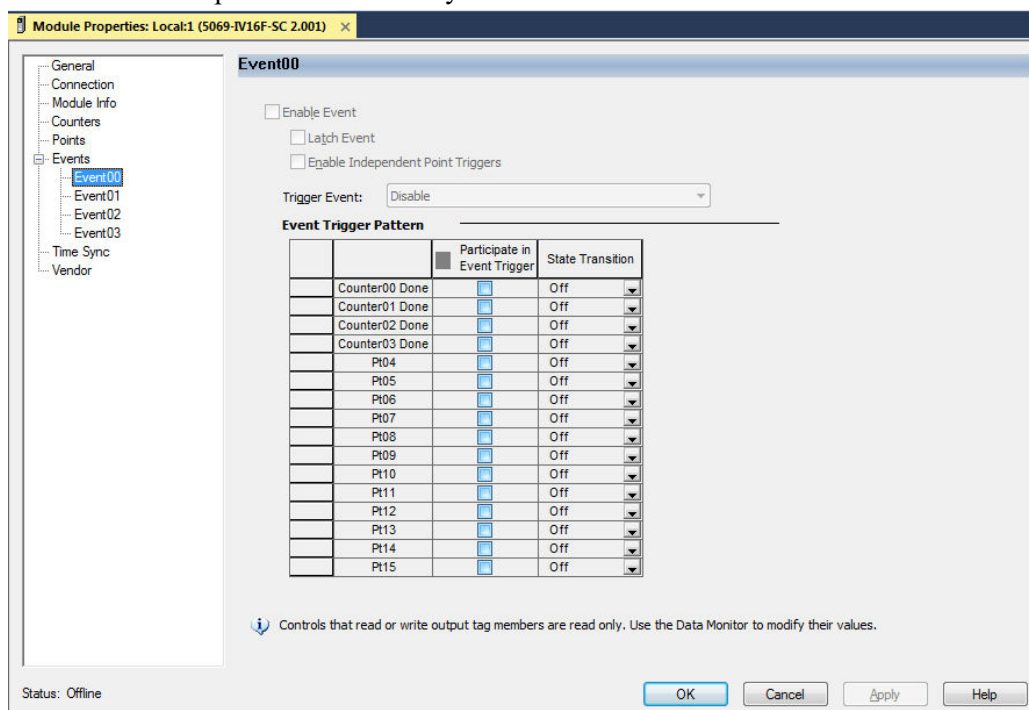 Module Properties: Local:1 (5069-IV16F-SC 2.001) ×
General
Connection
Module Info
Counters
Points
Events
Event00
Event01
Event02
Event03
Time Sync
Vendor
Event00
Enable Event
Latch Event
Enable Independent Point Triggers
Trigger Event: Disable
Event Trigger Pattern
Participate in
Event Trigger
State Transition
Counter00 Done Off
Counter01 Done Off
Counter02 Done Off
Counter03 Done Off
Pt04 Off
Pt05 Off
Pt06 Off
Pt07 Off
Pt08 Off
Pt09 Off
Pt10 Off
Pt11 Off
Pt12 Off
Pt13 Off
Pt14 Off
Pt15 Off
Controls that read or write output tag members are read only. Use the Data Monitor to modify their values.
Status: Offline
OK Cancel Apply Help